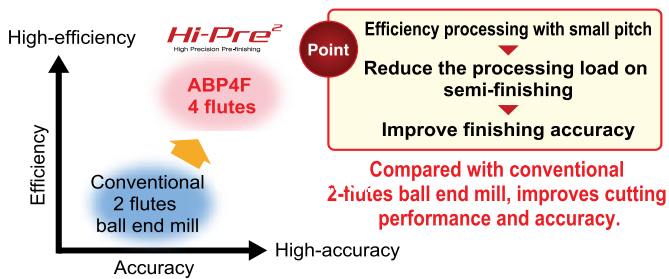 High-efficiency
Hi-Pre²
High Precision Pre-finishing
ABP4F
4 flutes
Conventional
2 flutes
ball end mill
Efficiency
Accuracy
High-accuracy
Point
Efficiency processing with small pitch
Reduce the processing load on
semi-finishing
Improve finishing accuracy
Compared with conventional
2-flutes ball end mill, improves cutting
performance and accuracy.